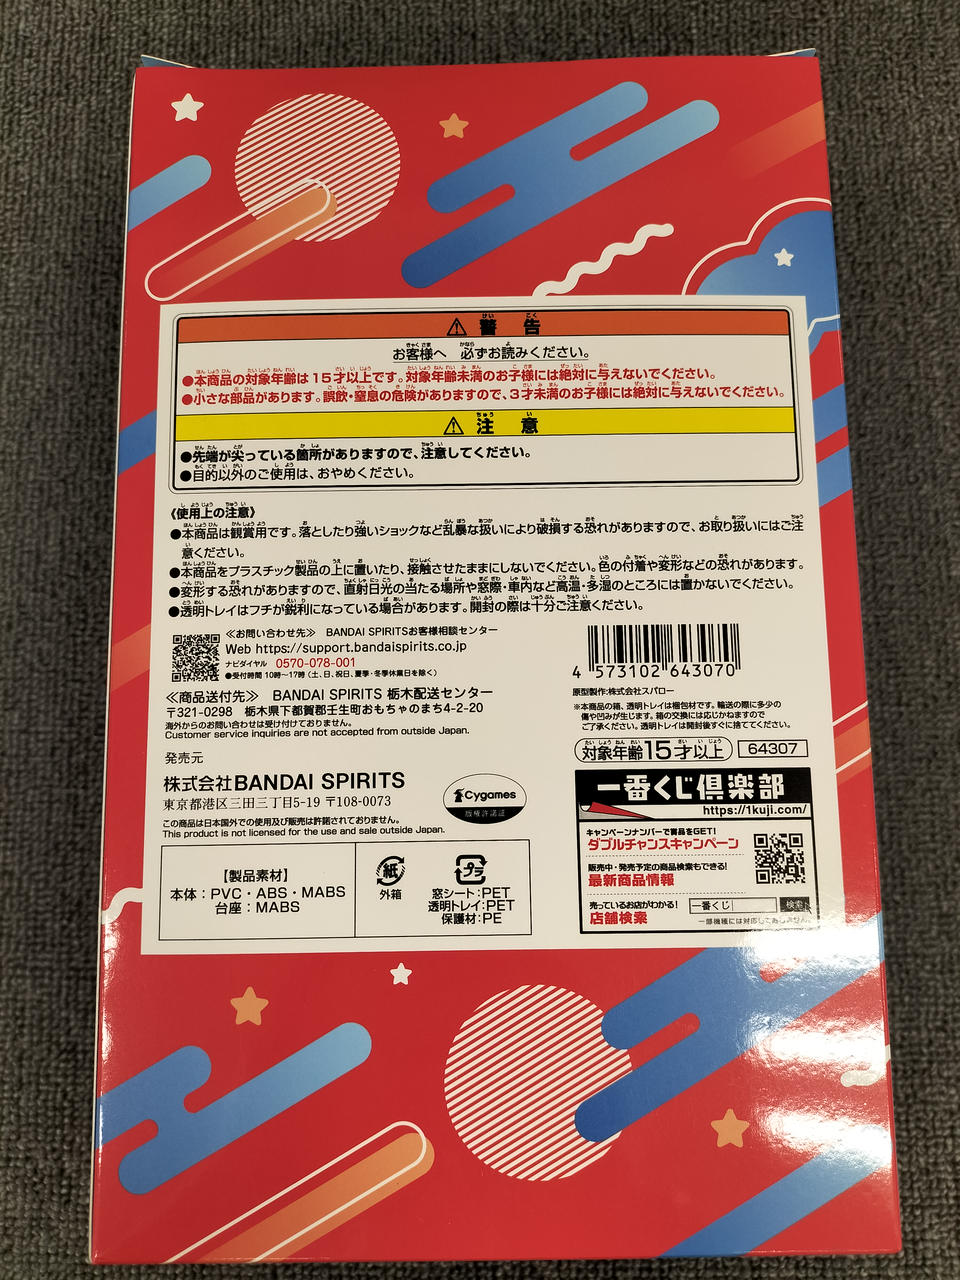 ⚠ 警告
お客様へ 必ずお読みください。
●本商品の対象年齢は15才以上です。対象年齢未満のお子様には絶対に与えないでください。
●小さな部品があります。誤飲・窒息の危険がありますので、3才未満のお子様には絶対に与えないでください。
⚠ 注意
●先端が尖っている箇所がありますので、注意してください。
●目的以外のご使用は、おやめください。
《使用上の注意》
●本商品は観賞用です。落としたり強いショックなど乱暴な扱いにより破損する恐れがありますので、お取り扱いにはご注
意ください。
●本商品をプラスチック製品の上に置いたり、接触させたままにしないでください。色の付着や変形などの恐れがあります。
●変形する恐れがありますので、直射日光の当たる場所や窓際・車内など高温・多湿のところには置かないでください。
●透明トレイはフチが鋭利になっている場合があります。開封の際は十分ご注意ください。
≪お問い合わせ先≫ BANDAI SPIRITSお客様相談センター
Web https://support.bandaispirits.co.jp
ナビダイヤル 0570-078-001
●受付時間 10時〜17時(土、日、祝日、夏季・冬季休業日を除く)
≪商品送付先≫ BANDAI SPIRITS 栃木配送センター
〒321-0298 栃木県下都賀郡壬生町おもちゃのまち4-2-20
海外からのお問い合わせは受け付けておりません。
Customer service inquiries are not accepted from outside Japan.
4 573102 643070
原型製作:株式会社スパロー
※本商品の箱、透明トレイは梱包材です。輸送の際に多少の
傷や凹みが生じます。箱の交換には応じかねますので
ご了承ください。透明トレイは開封後すぐに捨ててください。
対象年齢15才以上
64307
発売元
株式会社BANDAI SPIRITS
東京都港区三田三丁目5-19 〒108-0073
この商品は日本国外での使用及び販売は許諾されておりません。
This product is not licensed for the use and sale outside Japan.
Cygames
版権許諾証
【製品素材】
本体:PVC・ABS・MABS
台座:MABS
紙
外箱
プラ
窓シート:PET
透明トレイ:PET
保護材:PE
一番くじ倶楽部
https://1kuji.com/
キャンペーンナンバーで賞品をGET!
ダブルチャンスキャンペーン
販売中・発売予定の商品検索もできる!
最新商品情報
売っているお店がわかる!
店舗検索
一番くじ 検索
一部機種には対応しておりません。